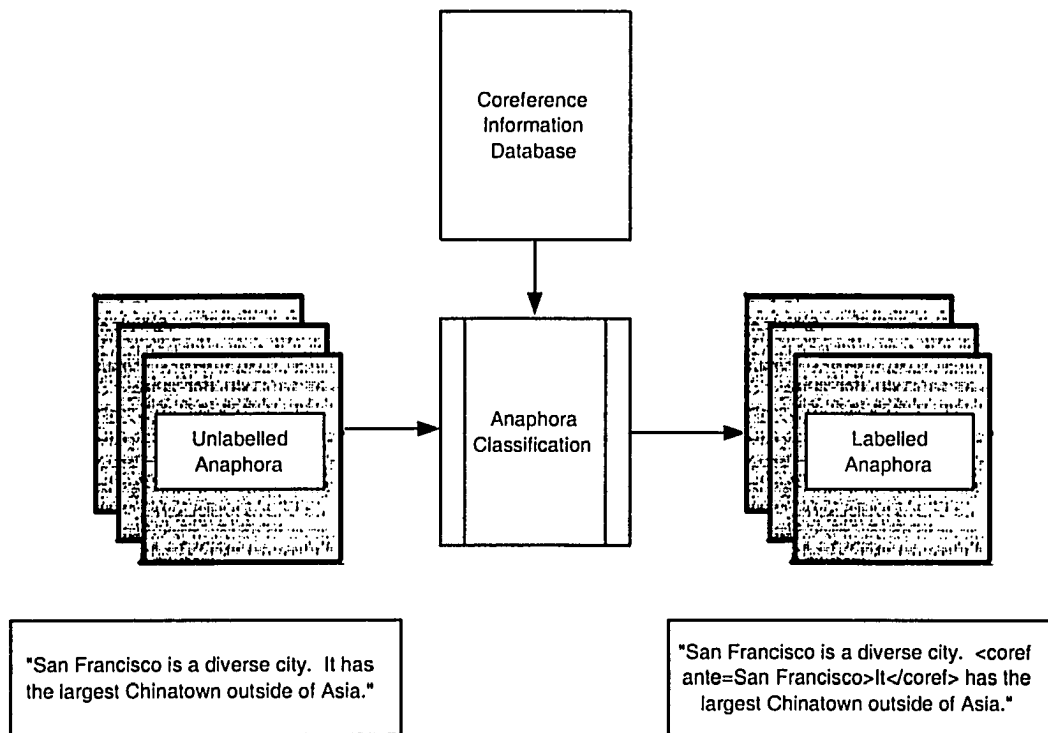 Coreference
Information
Database
Unlabelled
Anaphora
Anaphora
Classification
Labelled
Anaphora
"San Francisco is a diverse city.  It has
the largest Chinatown outside of Asia."
"San Francisco is a diverse city.  <coref
ante=San Francisco>It</coref> has the
largest Chinatown outside of Asia."